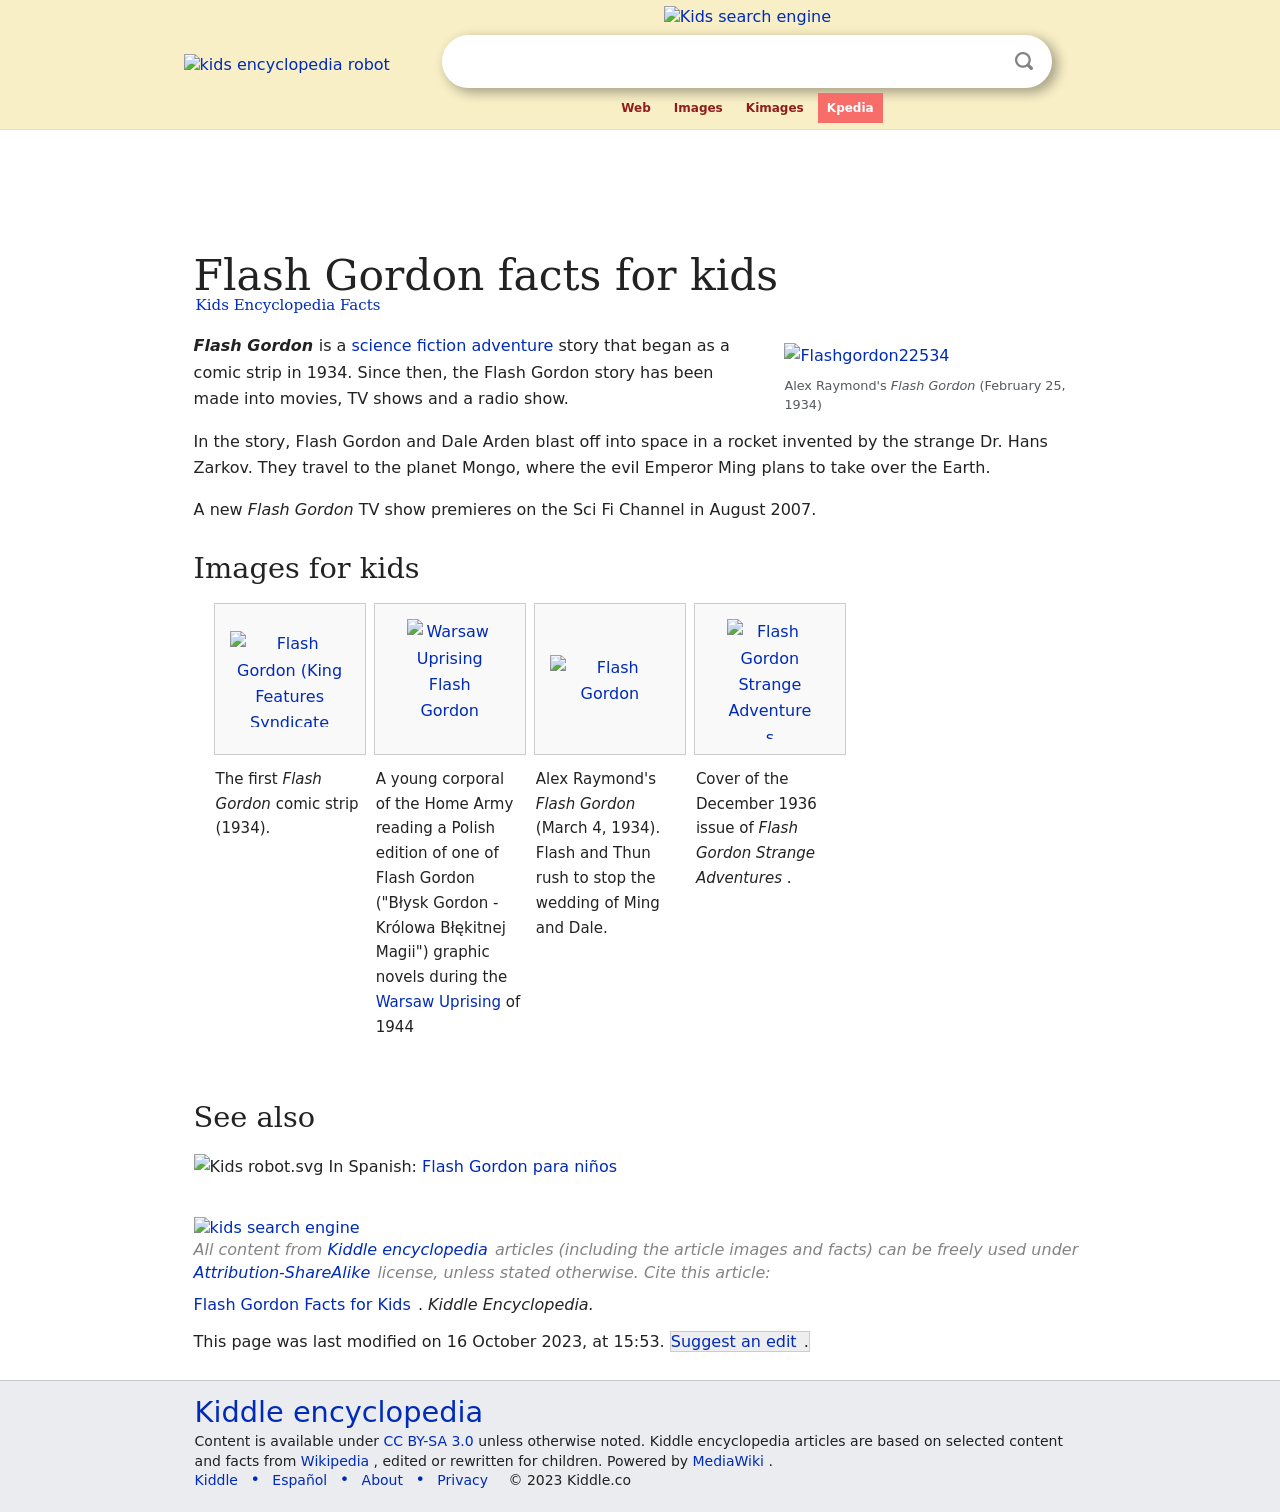 Kids search engine
kids encyclopedia robot
Web Images Kimages Kpedia
Flash Gordon facts for kids
Kids Encyclopedia Facts
Flash Gordon is a science fiction adventure story that began as a
comic strip in 1934. Since then, the Flash Gordon story has been
made into movies, TV shows and a radio show.
Flashgordon22534
Alex Raymond's Flash Gordon (February 25,
1934)
In the story, Flash Gordon and Dale Arden blast off into space in a rocket invented by the strange Dr. Hans
Zarkov. They travel to the planet Mongo, where the evil Emperor Ming plans to take over the Earth.
A new Flash Gordon TV show premieres on the Sci Fi Channel in August 2007.
Images for kids
Flash
Gordon (King
Features
Syndicate
The first Flash
Gordon comic strip
(1934).
Warsaw
Uprising
Flash
Gordon
A young corporal
of the Home Army
reading a Polish
edition of one of
Flash Gordon
("Błysk Gordon -
Królowa Błękitnej
Magii") graphic
novels during the
Warsaw Uprising of
1944
Flash
Gordon
Alex Raymond's
Flash Gordon
(March 4, 1934).
Flash and Thun
rush to stop the
wedding of Ming
and Dale.
Flash
Gordon
Strange
Adventure
s
Cover of the
December 1936
issue of Flash
Gordon Strange
Adventures .
See also
Kids robot.svg In Spanish: Flash Gordon para niños
kids search engine
All content from Kiddle encyclopedia articles (including the article images and facts) can be freely used under
Attribution-ShareAlike license, unless stated otherwise. Cite this article:
Flash Gordon Facts for Kids . Kiddle Encyclopedia.
This page was last modified on 16 October 2023, at 15:53. Suggest an edit .
Kiddle encyclopedia
Content is available under CC BY-SA 3.0 unless otherwise noted. Kiddle encyclopedia articles are based on selected content
and facts from Wikipedia , edited or rewritten for children. Powered by MediaWiki .
Kiddle • Español • About • Privacy © 2023 Kiddle.co